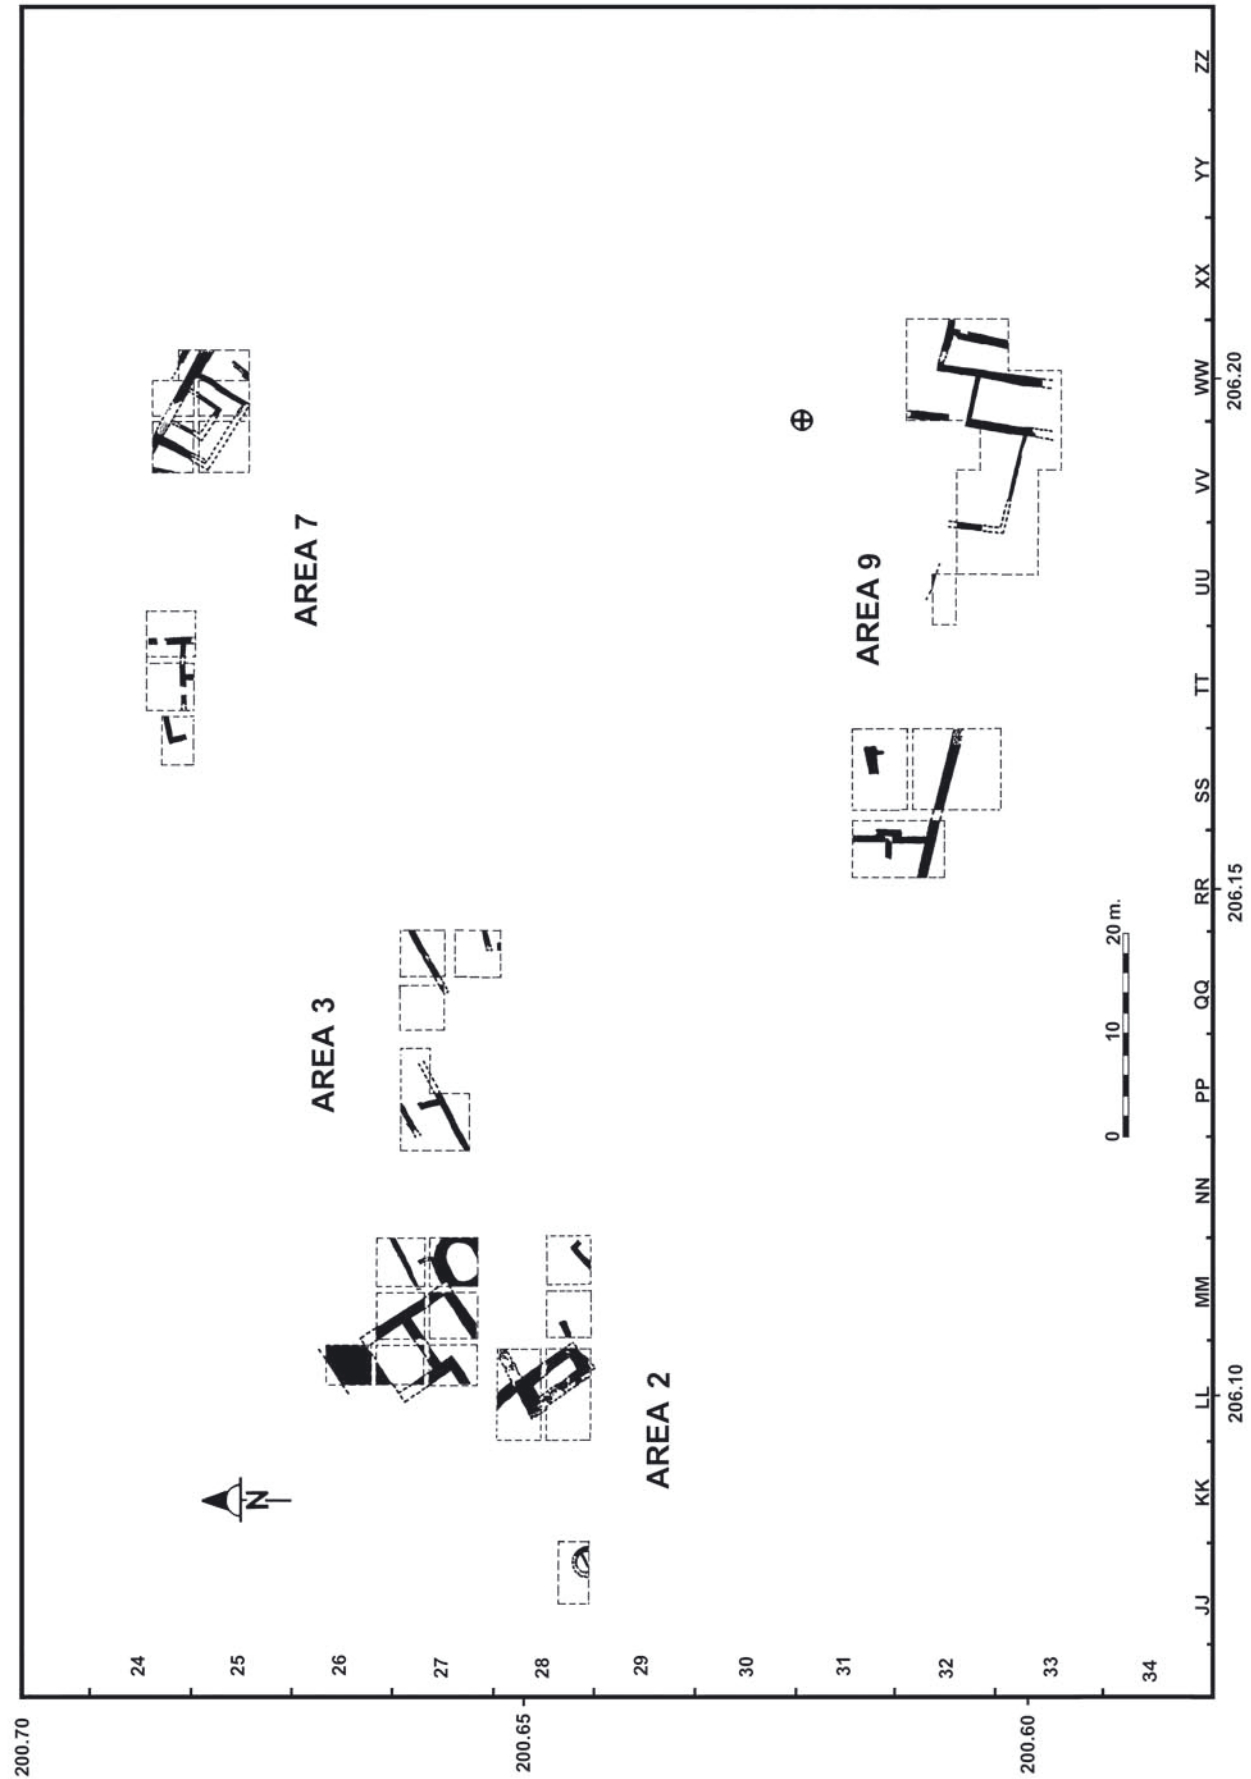 200.70
200.65
200.60
24
25
26
27
28
29
30
31
32
33
34
AREA 7
AREA 3
AREA 9
AREA 2
N
0 10 20 m.
JJ KK LL MM NN PP QQ RR SS TT UU VV WW XX YY ZZ
206.10 206.15 206.20